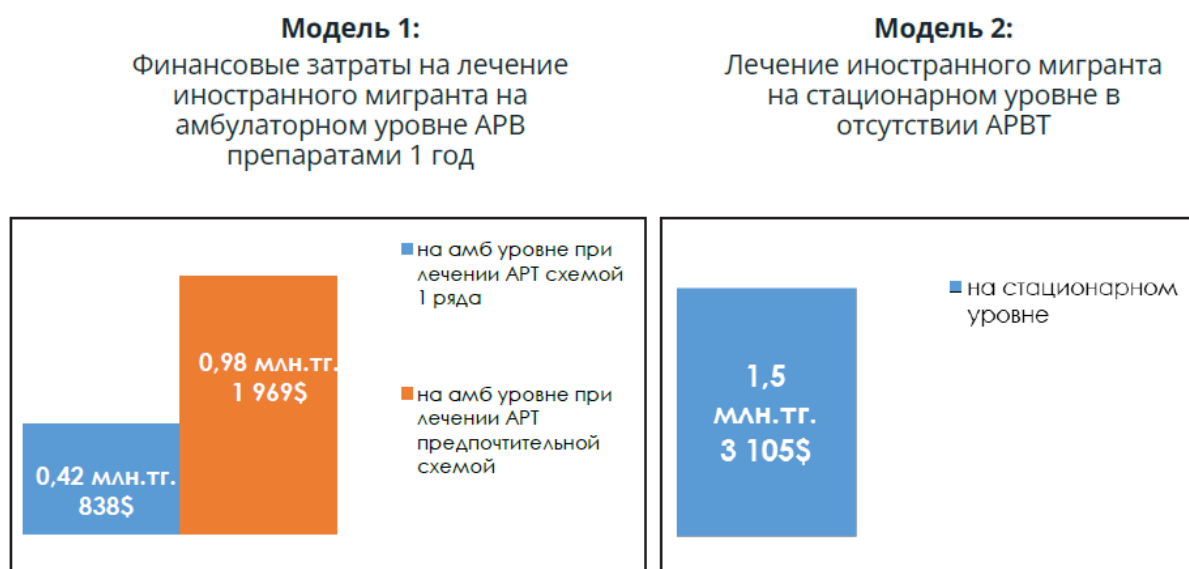 Модель 1:
Финансовые затраты на лечение
иностранного мигранта на
амбулаторном уровне АРВ
препаратами 1 год
Модель 2:
Лечение иностранного мигранта
на стационарном уровне в
отсутствии АРВТ
0,42 млн.тг.
838$
0,98 млн.тг.
1 969$
на амб уровне при
лечении АРТ схемой
1 ряда
на амб уровне при
лечении АРТ
предпочтительной
схемой
1,5
млн.тг.
3 105$
на стационарном
уровне